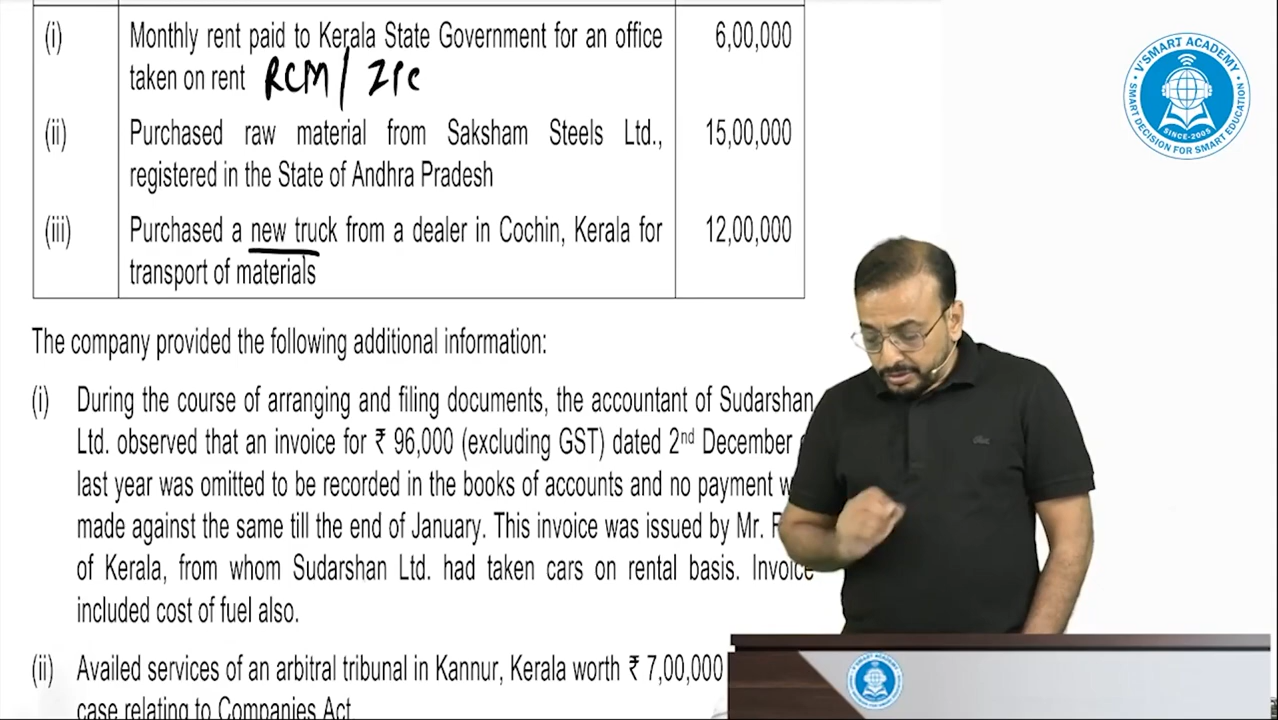 (i) Monthly rent paid to Kerala State Government for an office 6,00,000
taken on rent RCM/ITC
(ii) Purchased raw material from Saksham Steels Ltd., 15,00,000
registered in the State of Andhra Pradesh
(iii) Purchased a new truck from a dealer in Cochin, Kerala for 12,00,000
transport of materials
The company provided the following additional information:
(i) During the course of arranging and filing documents, the accountant of Sudarshan
Ltd. observed that an invoice for ₹ 96,000 (excluding GST) dated 2nd December
last year was omitted to be recorded in the books of accounts and no payment
made against the same till the end of January. This invoice was issued by Mr.
of Kerala, from whom Sudarshan Ltd. had taken cars on rental basis. Invoice
included cost of fuel also.
(ii) Availed services of an arbitral tribunal in Kannur, Kerala worth ₹ 7,00,000
case relating to Companies Act
V'SMART ACADEMY
SINCE-2005
SMART DECISION FOR SMART EDUCATION